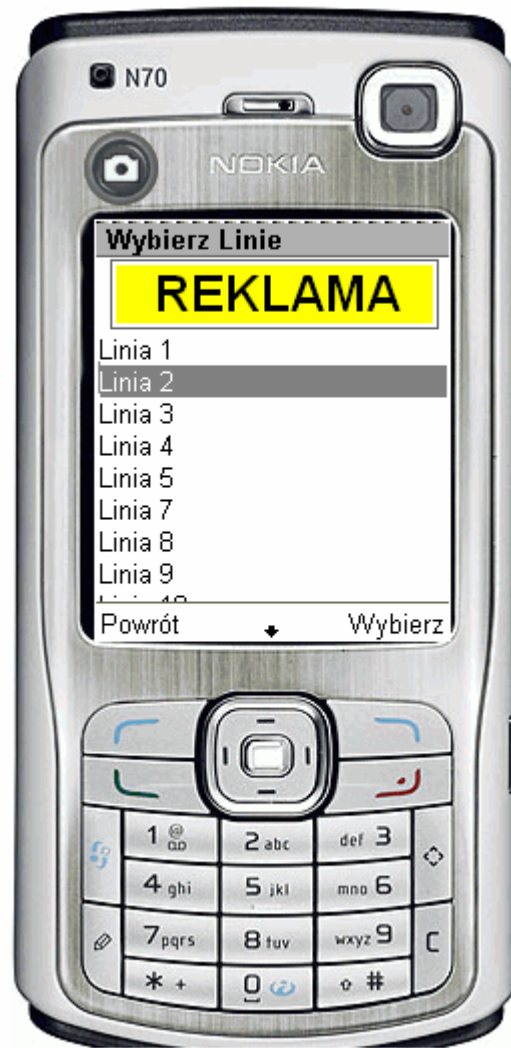 N70
NOKIA
Wybierz Linie
REKLAMA
Linia 1
Linia 2
Linia 3
Linia 4
Linia 5
Linia 7
Linia 8
Linia 9
Powrót Wybierz
1 @
2 abc
def 3
4 ghi
5 jkl
mno 6
7 pqrs
8 tuv
wxyz 9
* +
0
#
C